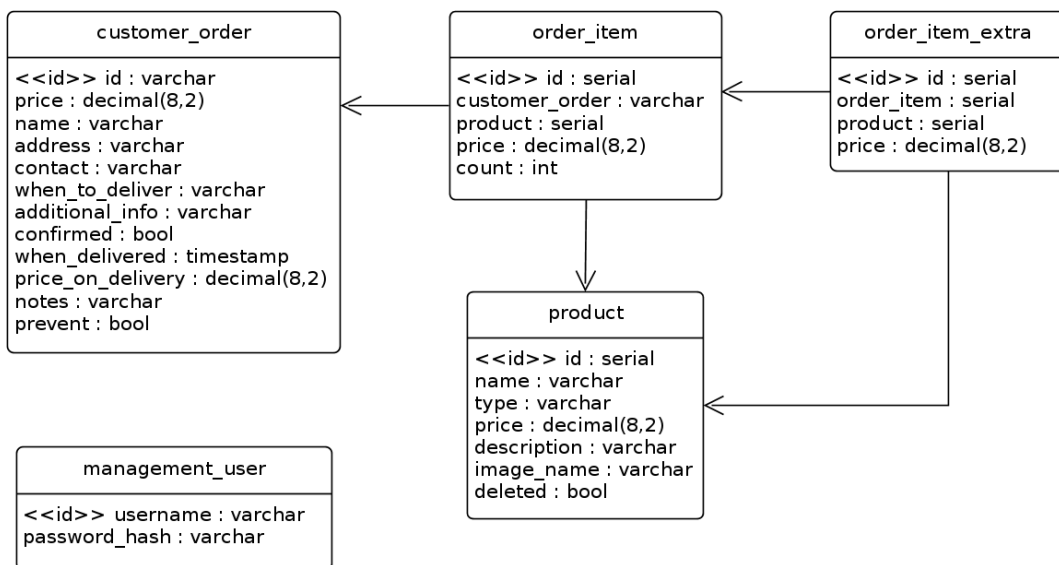 customer_order
<<id>> id : varchar
price : decimal(8,2)
name : varchar
address : varchar
contact : varchar
when_to_deliver : varchar
additional_info : varchar
confirmed : bool
when_delivered : timestamp
price_on_delivery : decimal(8,2)
notes : varchar
prevent : bool
order_item
<<id>> id : serial
customer_order : varchar
product : serial
price : decimal(8,2)
count : int
order_item_extra
<<id>> id : serial
order_item : serial
product : serial
price : decimal(8,2)
product
<<id>> id : serial
name : varchar
type : varchar
price : decimal(8,2)
description : varchar
image_name : varchar
deleted : bool
management_user
<<id>> username : varchar
password_hash : varchar